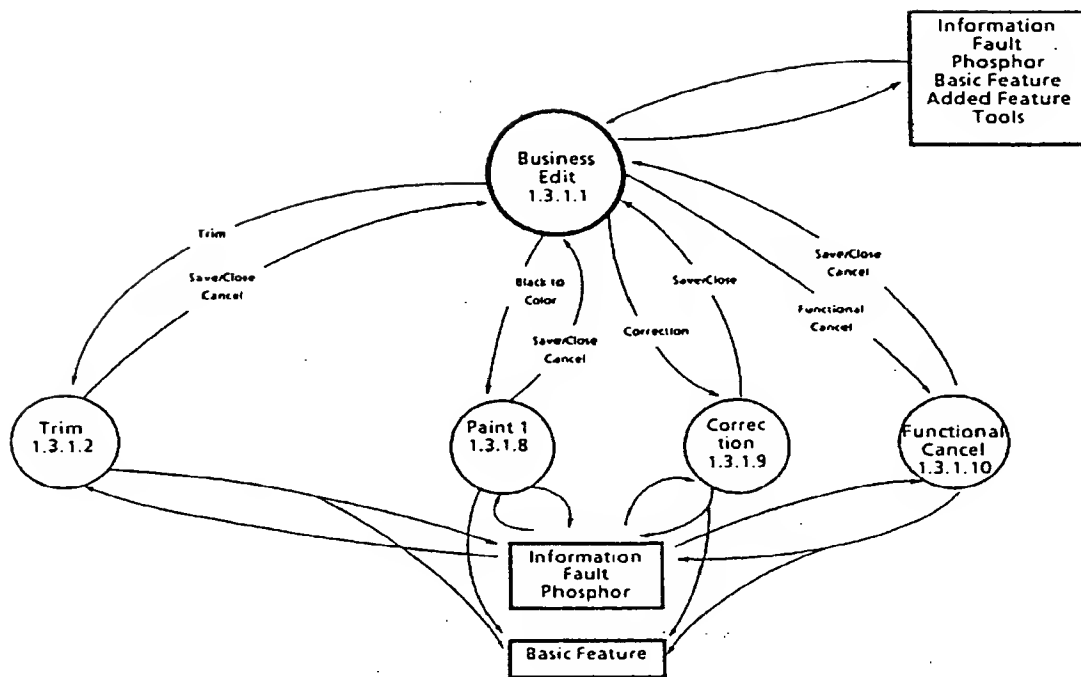 Information
Fault
Phosphor
Basic Feature
Added Feature
Tools
Business
Edit
1.3.1.1
Trim
Save/Close
Cancel
Black to
Color
Save/Close
Cancel
Correction
Save/Close
Save/Close
Cancel
Functional
Cancel
Trim
1.3.1.2
Paint 1
1.3.1.8
Correc
tion
1.3.1.9
Functional
Cancel
1.3.1.10
Information
Fault
Phosphor
Basic Feature